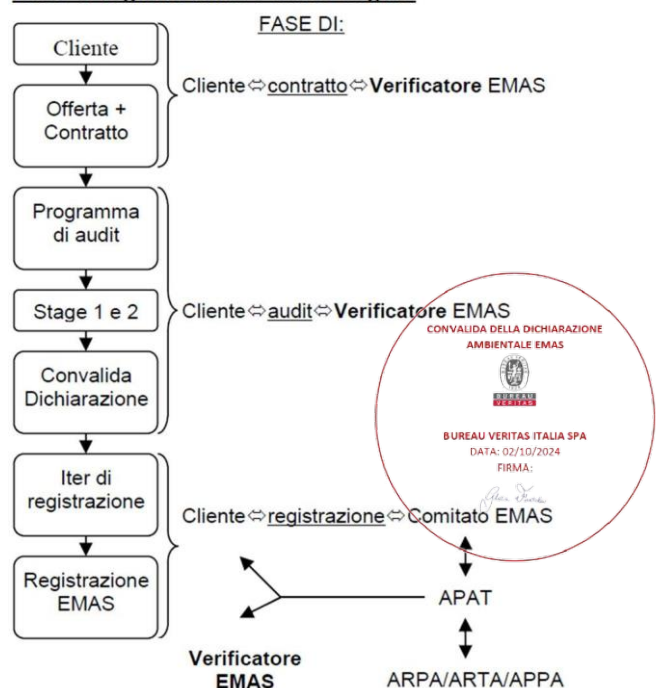 FASE DI:
Cliente
Offerta +
Contratto
Cliente⇔contratto⇔Verificatore EMAS
Programma
di audit
Stage 1 e 2
Convalida
Dichiarazione
Cliente⇔audit⇔Verificatore EMAS
CONVALIDA DELLA DICHIARAZIONE
AMBIENTALE EMAS
BUREAU
VERITAS
BUREAU VERITAS ITALIA SPA
DATA: 02/10/2024
FIRMA:
Iter di
registrazione
Registrazione
EMAS
Cliente⇔registrazione⇔Comitato EMAS
APAT
Verificatore
EMAS
ARPA/ARTA/APPA